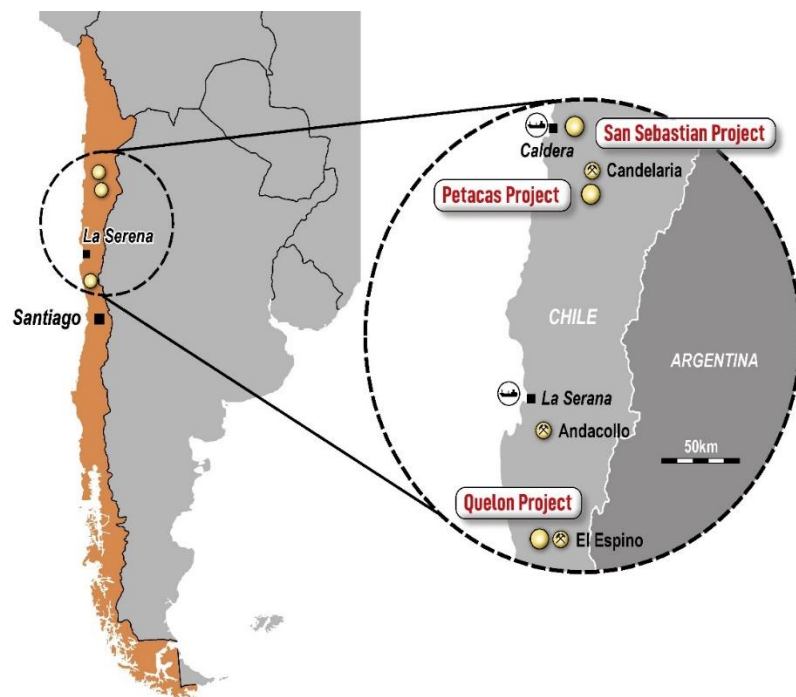 La Serena
Santiago
San Sebastian Project
Caldera
Candelaria
Petacas Project
CHILE
ARGENTINA
La Serana
Andacollo
50km
Quelon Project
El Espino